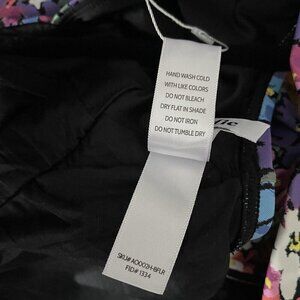 HAND WASH COLD
WITH LIKE COLORS
DO NOT BLEACH
DRY FLAT IN SHADE
DO NOT IRON
DO NOT TUMBLE DRY
SKU# AO002H-BFLR
FID# 1334